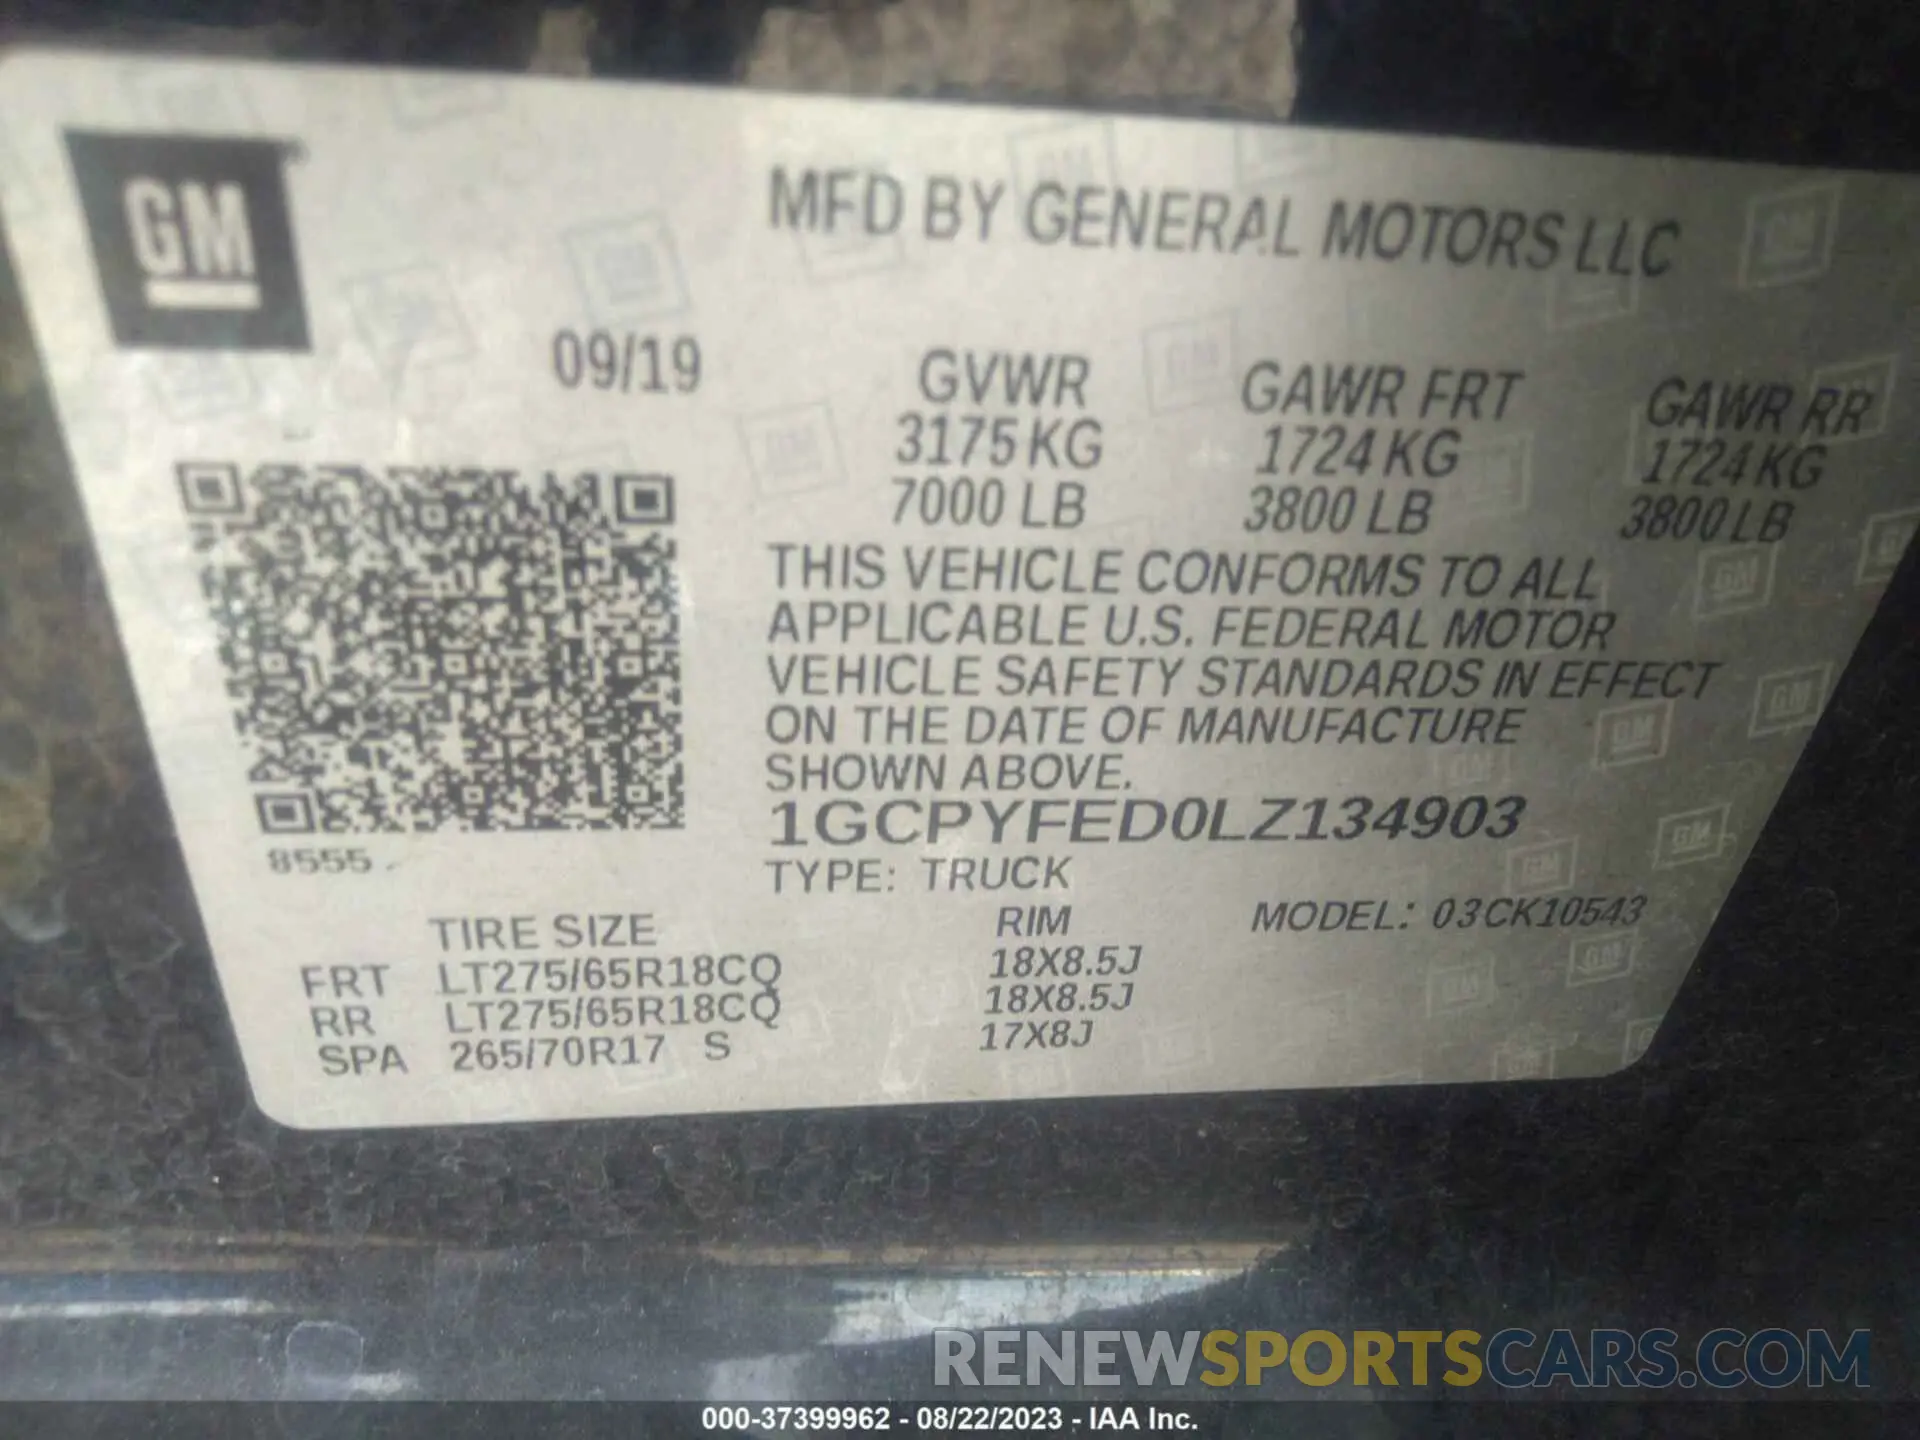 GM
MFD BY GENERAL MOTORS LLC
09/19
GVWR GAWR FRT GAWR RR
3175 KG 1724 KG 1724 KG
7000 LB 3800 LB 3800 LB
THIS VEHICLE CONFORMS TO ALL
APPLICABLE U.S. FEDERAL MOTOR
VEHICLE SAFETY STANDARDS IN EFFECT
ON THE DATE OF MANUFACTURE
SHOWN ABOVE.
1GCPYFED0LZ134903
8555
TYPE: TRUCK
TIRE SIZE RIM MODEL: 03CK10543
FRT LT275/65R18CQ 18X8.5J
RR LT275/65R18CQ 18X8.5J
SPA 265/70R17 S 17X8J
RENEWSPORTSCARS.COM
000-37399962 - 08/22/2023 - IAA Inc.